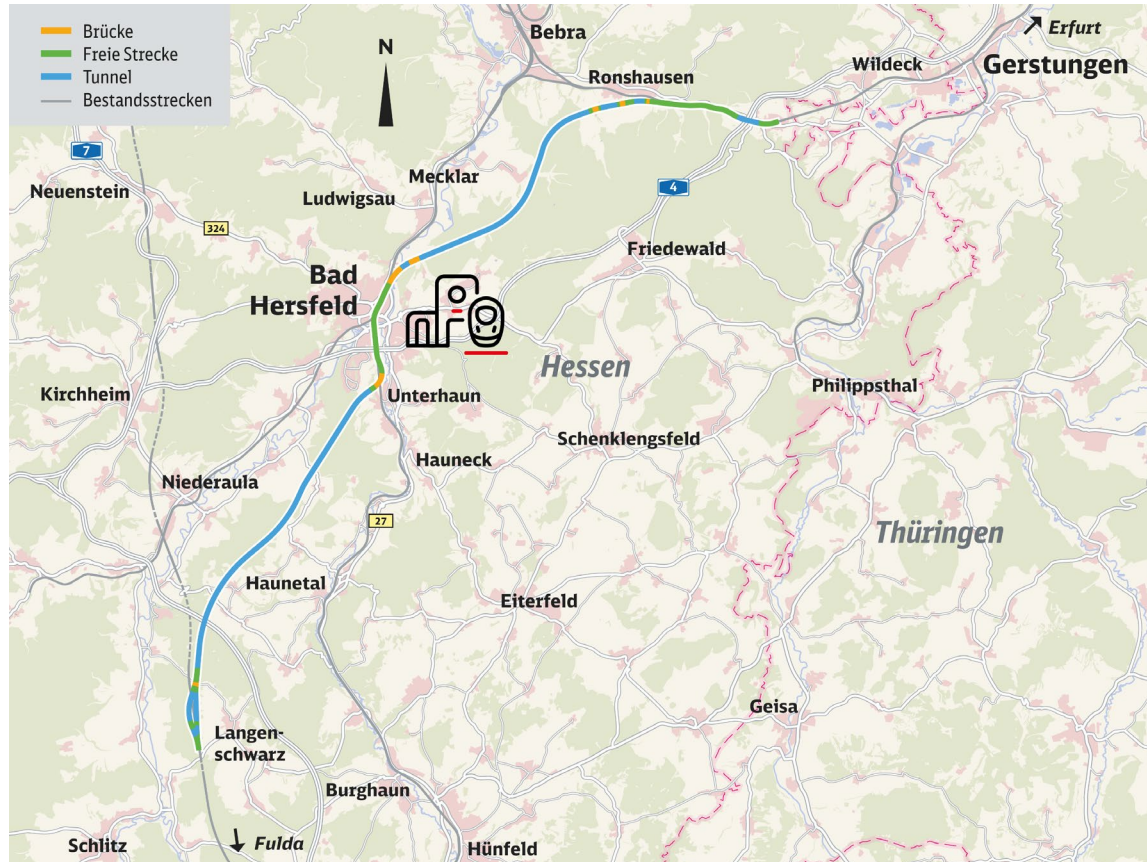 Brücke
Freie Strecke
Tunnel
Bestandsstrecken
N
Bebra
Erfurt
Ronshausen
Wildeck
Gerstungen
7
Neuenstein
Mecklar
Ludwigsau
4
324
Friedewald
Bad
Hersfeld
Hessen
Kirchheim
Unterhaun
Philippsthal
Schenklengsfeld
Hauneck
Niederaula
27
Thüringen
Haunetal
Eiterfeld
Geisa
Langen-
schwarz
Burghaun
Schlitz
Fulda
Hünfeld